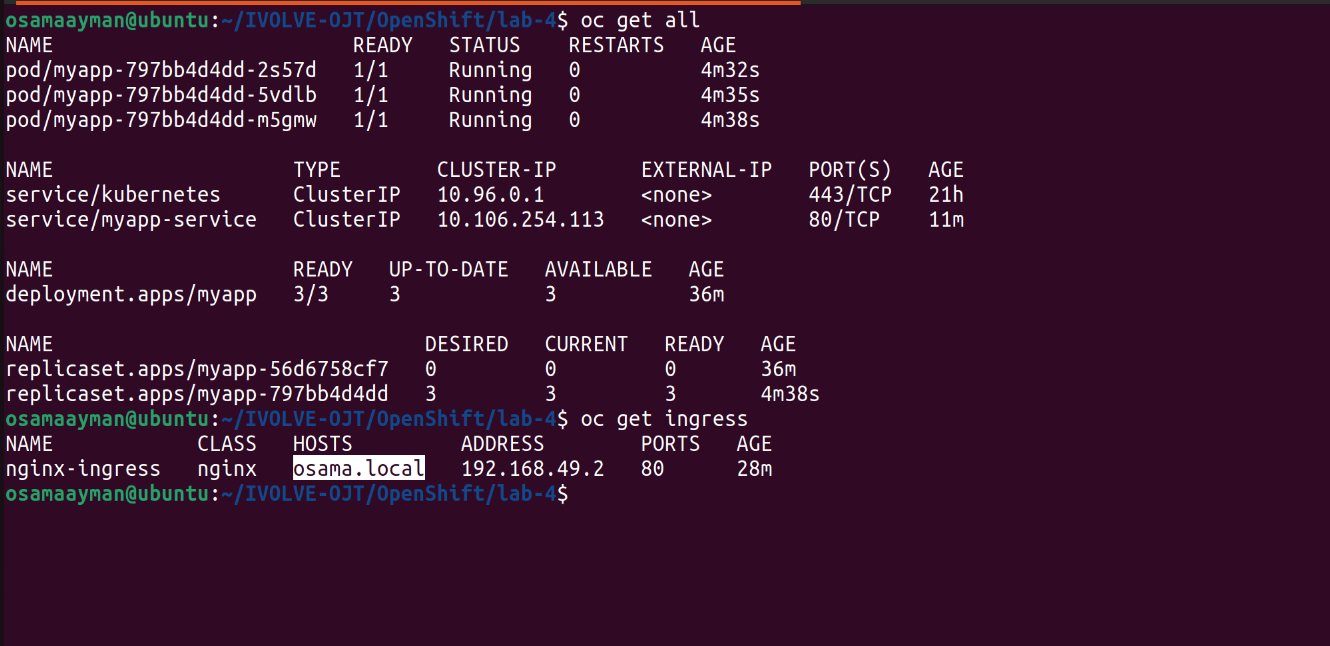 osamaayman@ubuntu:~/IVOLVE-OJT/OpenShift/lab-4$ oc get all
NAME                         READY   STATUS    RESTARTS   AGE
pod/myapp-797bb4d4dd-2s57d   1/1     Running   0          4m32s
pod/myapp-797bb4d4dd-5vdlb   1/1     Running   0          4m35s
pod/myapp-797bb4d4dd-m5gmw   1/1     Running   0          4m38s

NAME                    TYPE        CLUSTER-IP       EXTERNAL-IP   PORT(S)   AGE
service/kubernetes      ClusterIP   10.96.0.1        <none>        443/TCP   21h
service/myapp-service   ClusterIP   10.106.254.113   <none>        80/TCP    11m

NAME                    READY   UP-TO-DATE   AVAILABLE   AGE
deployment.apps/myapp   3/3     3            3           36m

NAME                               DESIRED   CURRENT   READY   AGE
replicaset.apps/myapp-56d6758cf7   0         0         0       36m
replicaset.apps/myapp-797bb4d4dd   3         3         3       4m38s
osamaayman@ubuntu:~/IVOLVE-OJT/OpenShift/lab-4$ oc get ingress
NAME            CLASS   HOSTS         ADDRESS        PORTS   AGE
nginx-ingress   nginx   osama.local   192.168.49.2   80      28m
osamaayman@ubuntu:~/IVOLVE-OJT/OpenShift/lab-4$